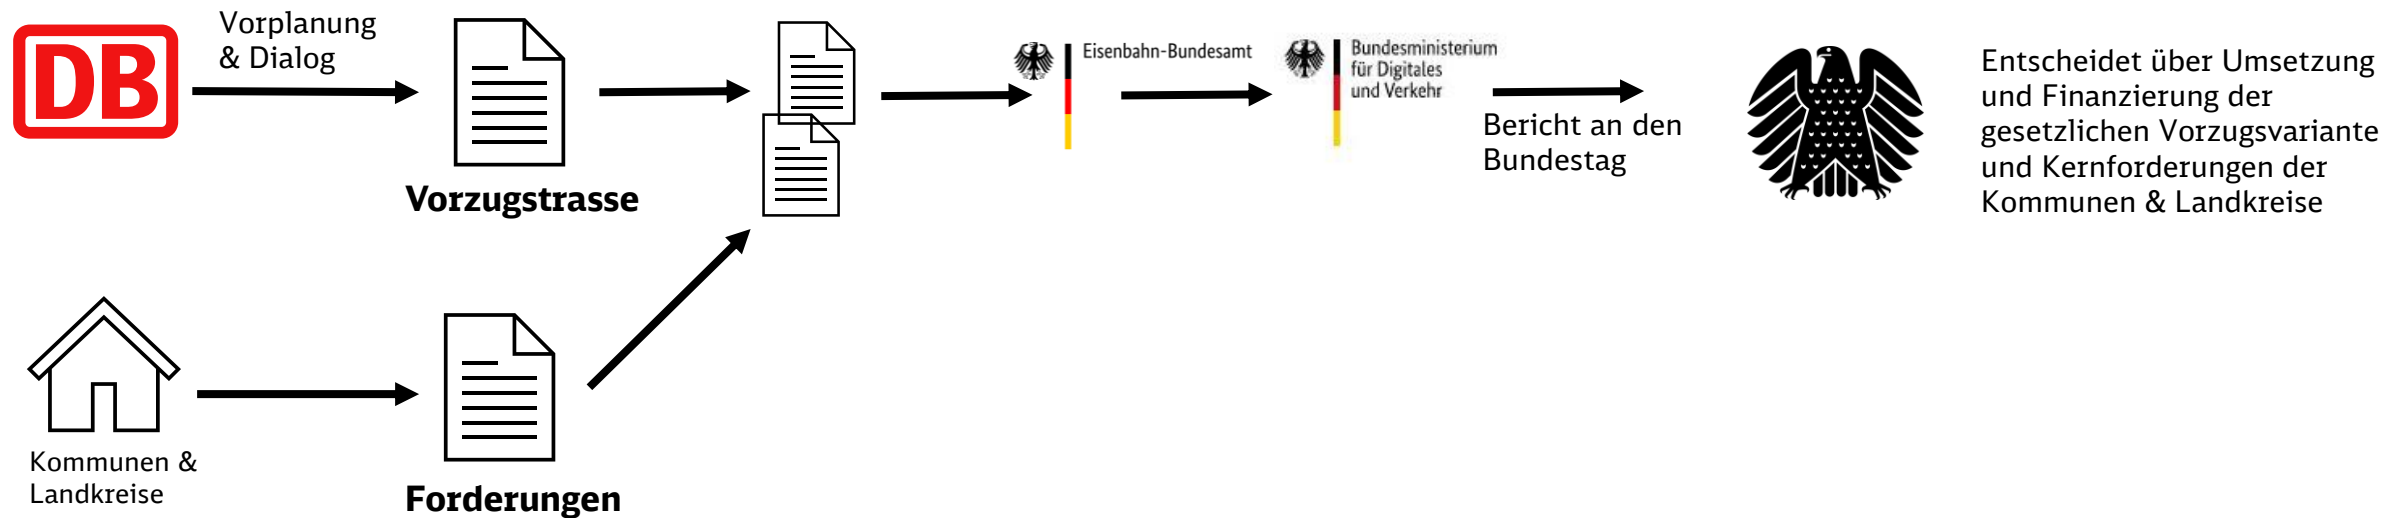 DB
Vorplanung
& Dialog
Vorzugstrasse
Eisenbahn-Bundesamt
Bundesministerium
für Digitales
und Verkehr
Bericht an den
Bundestag
Entscheidet über Umsetzung
und Finanzierung der
gesetzlichen Vorzugsvariante
und Kernforderungen der
Kommunen & Landkreise
Kommunen &
Landkreise
Forderungen